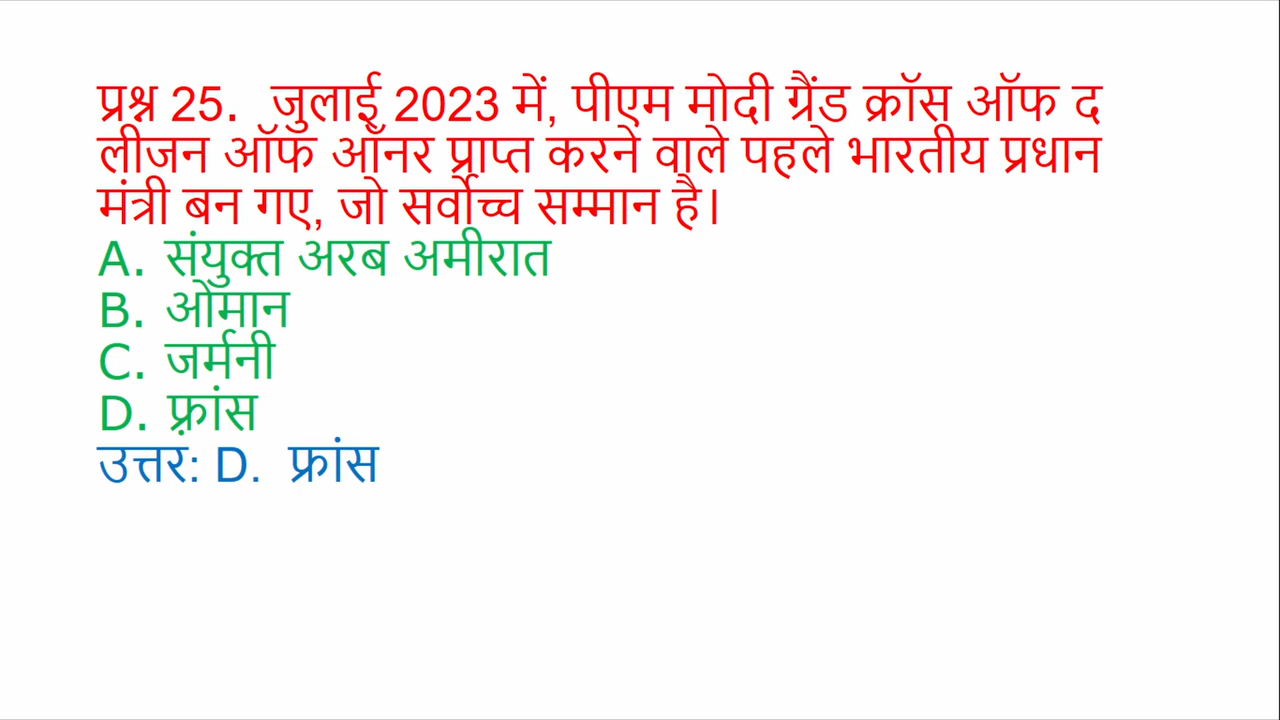 प्रश्न 25.  जुलाई 2023 में, पीएम मोदी ग्रैंड क्रॉस ऑफ द
लीजन ऑफ ऑनर प्राप्त करने वाले पहले भारतीय प्रधान
मंत्री बन गए, जो सर्वोच्च सम्मान है।
A. संयुक्त अरब अमीरात
B. ओमान
C. जर्मनी
D. फ़्रांस
उत्तर: D.  फ्रांस